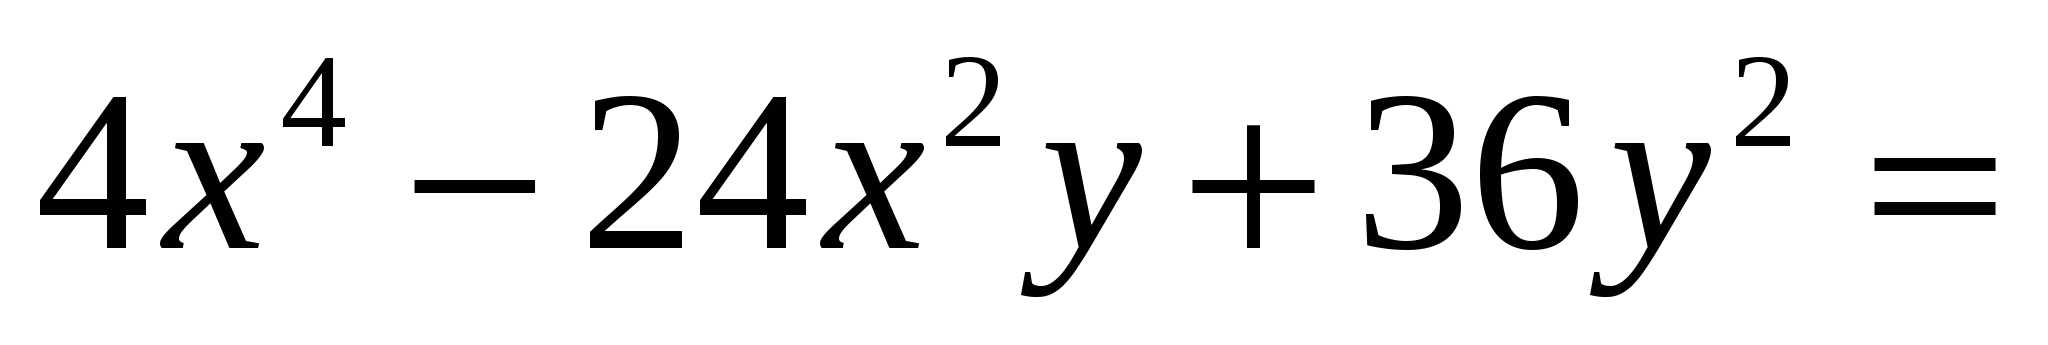 4x⁴ − 24x²y + 36y² =